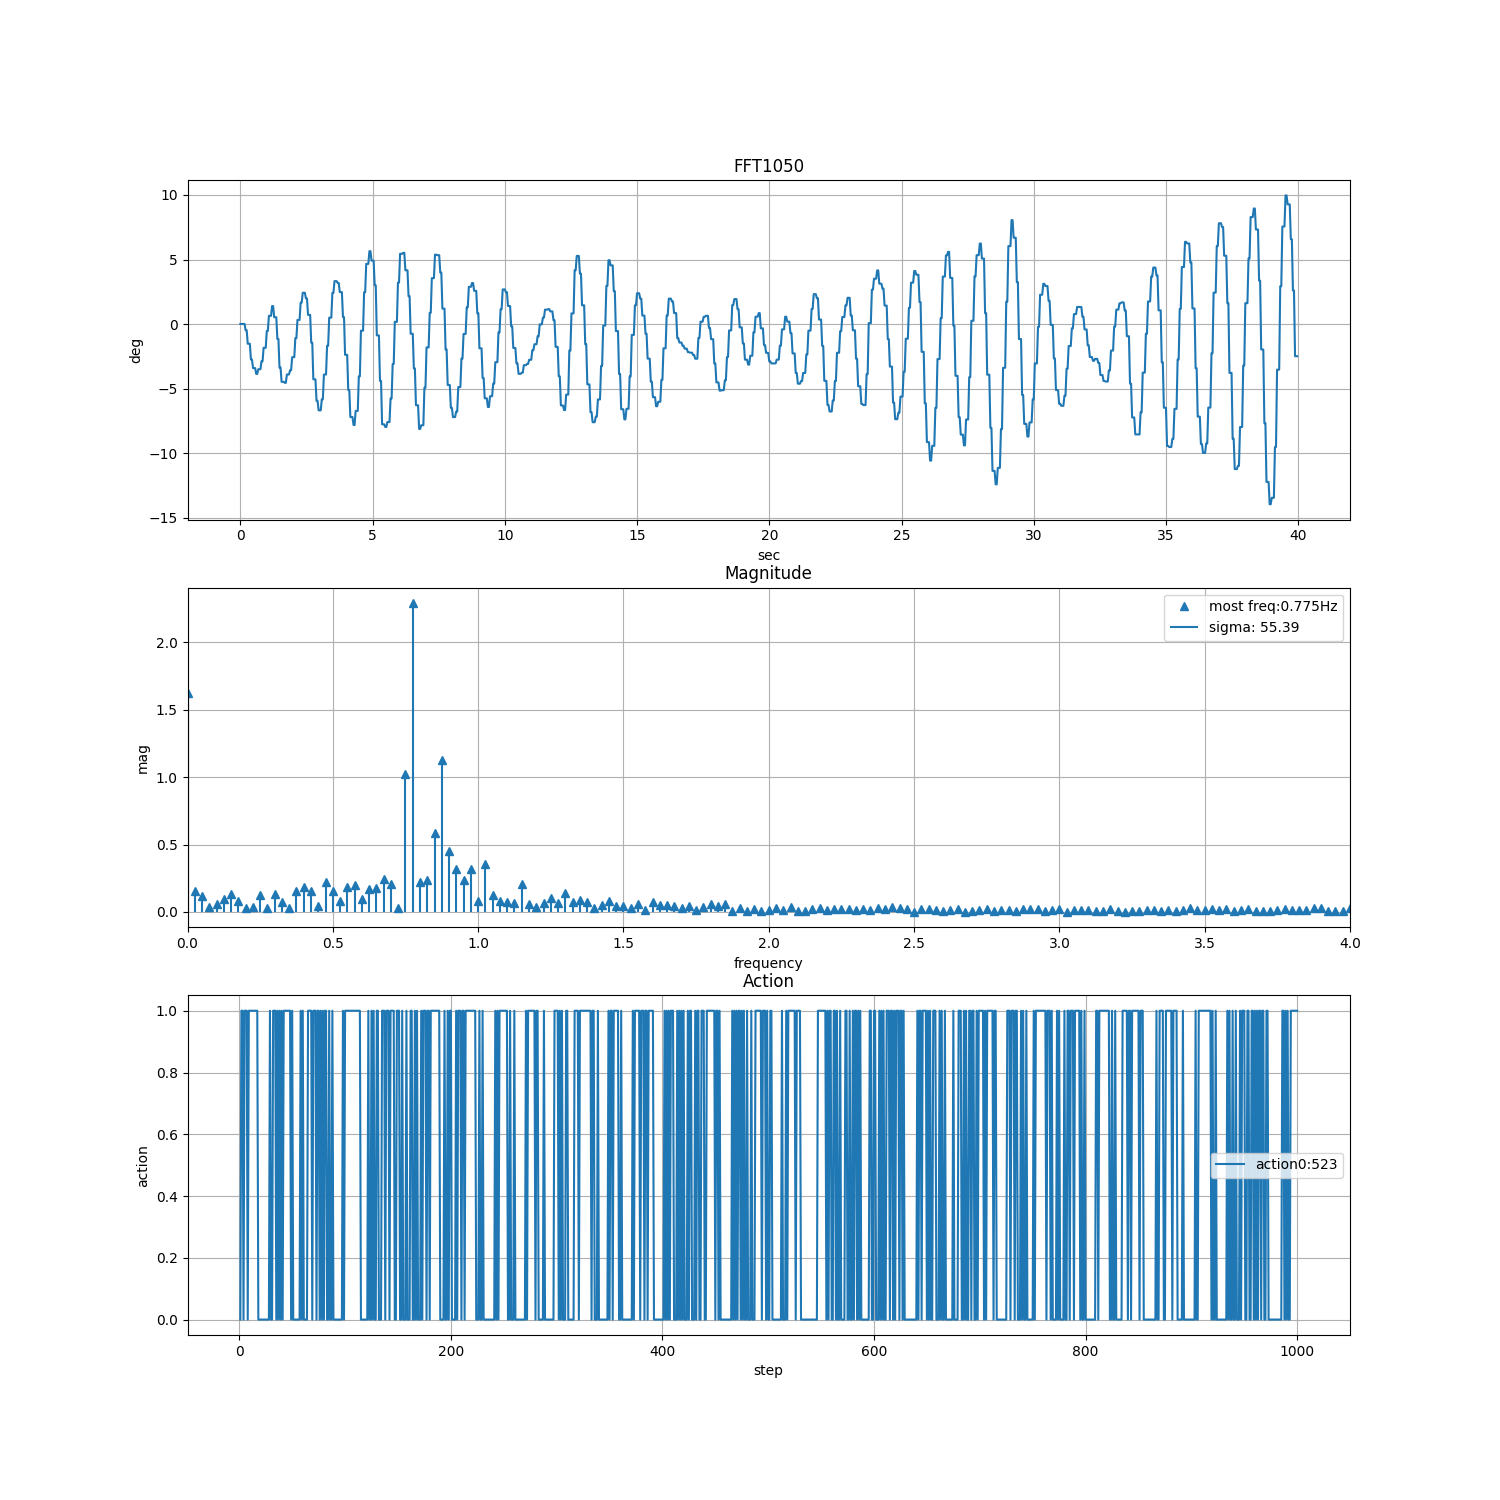 FFT1050
10
5
0
−5
−10
−15
deg
0 5 10 15 20 25 30 35 40
sec
Magnitude
most freq:0.775Hz
sigma: 55.39
2.0
1.5
1.0
0.5
0.0
mag
0.0 0.5 1.0 1.5 2.0 2.5 3.0 3.5 4.0
frequency
Action
1.0
0.8
0.6
0.4
0.2
0.0
action
action0:523
0 200 400 600 800 1000
step